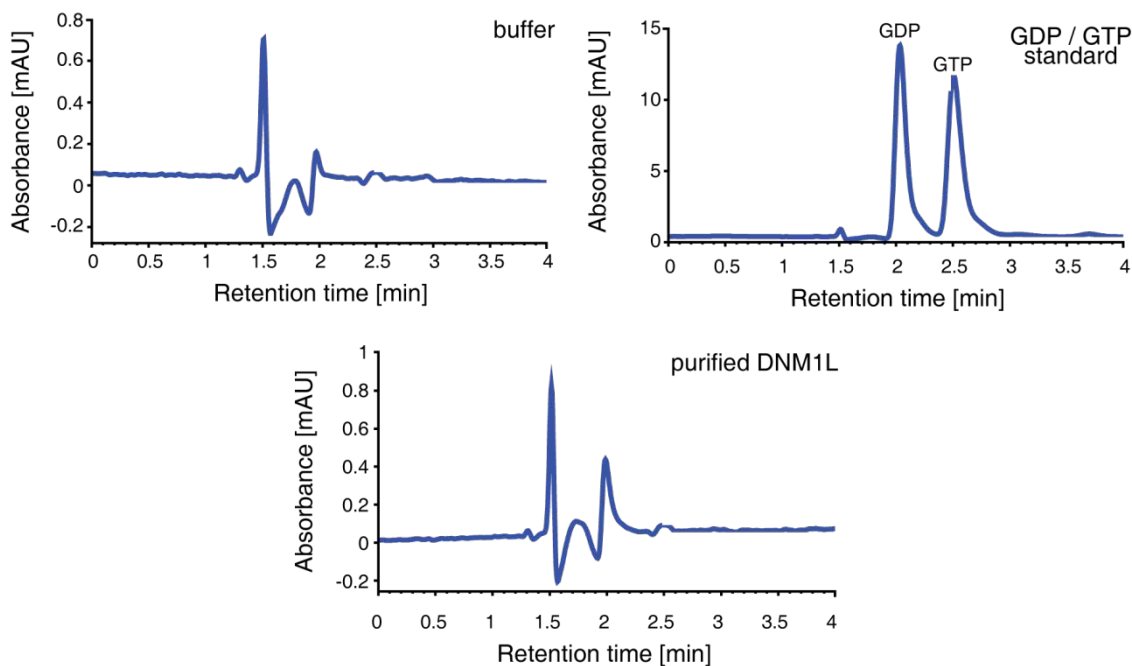 buffer
Absorbance [mAU]
0.8
0.6
0.4
0.2
0
-0.2
0 0.5 1 1.5 2 2.5 3 3.5 4
Retention time [min]
GDP / GTP
standard
GDP
GTP
Absorbance [mAU]
15
10
5
0
0 0.5 1 1.5 2 2.5 3 3.5 4
Retention time [min]
purified DNM1L
Absorbance [mAU]
1
0.8
0.6
0.4
0.2
0
-0.2
0 0.5 1 1.5 2 2.5 3 3.5 4
Retention time [min]